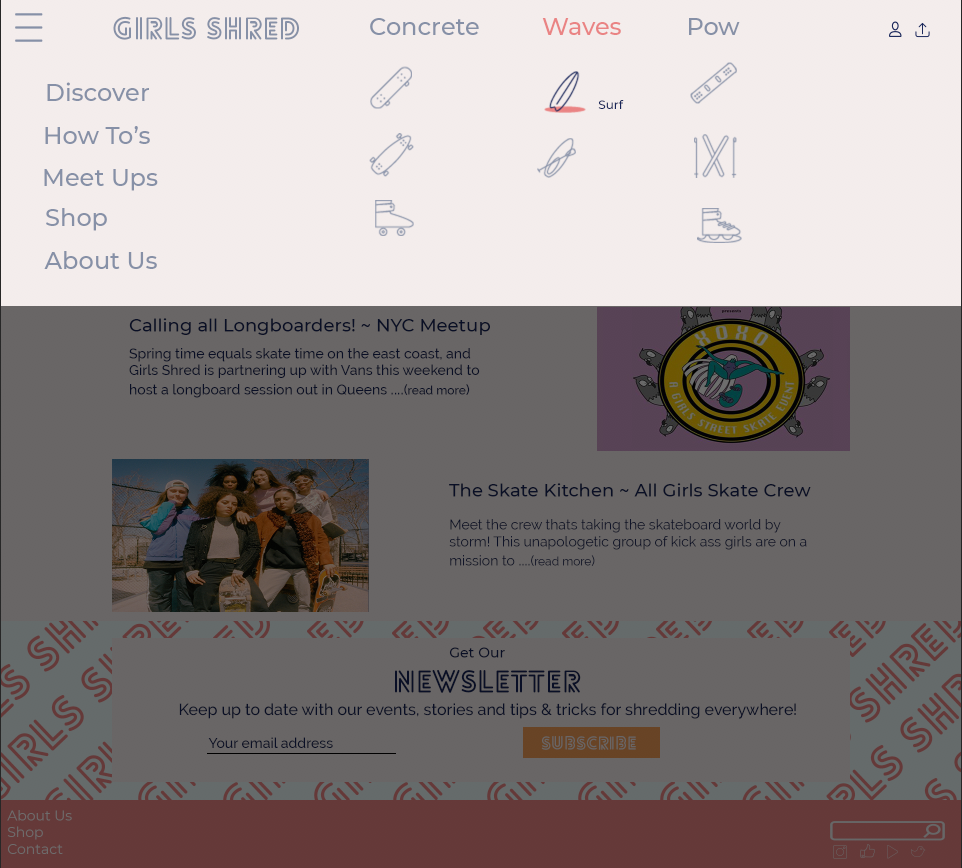 GIRLS SHRED
Concrete
Waves
Pow
Discover
How To's
Meet Ups
Shop
About Us
Surf
Calling all Longboarders! ~ NYC Meetup
Spring time equals skate time on the east coast, and
Girls Shred is partnering up with Vans this weekend to
host a longboard session out in Queens ....(read more)
presents
XOXO
A GIRLS STREET SKATE EVENT
The Skate Kitchen ~ All Girls Skate Crew
Meet the crew thats taking the skateboard world by
storm! This unapologetic group of kick ass girls are on a
mission to ....(read more)
GIRLS SHRED
Get Our
NEWSLETTER
Keep up to date with our events, stories and tips & tricks for shredding everywhere!
Your email address
SUBSCRIBE
About Us
Shop
Contact